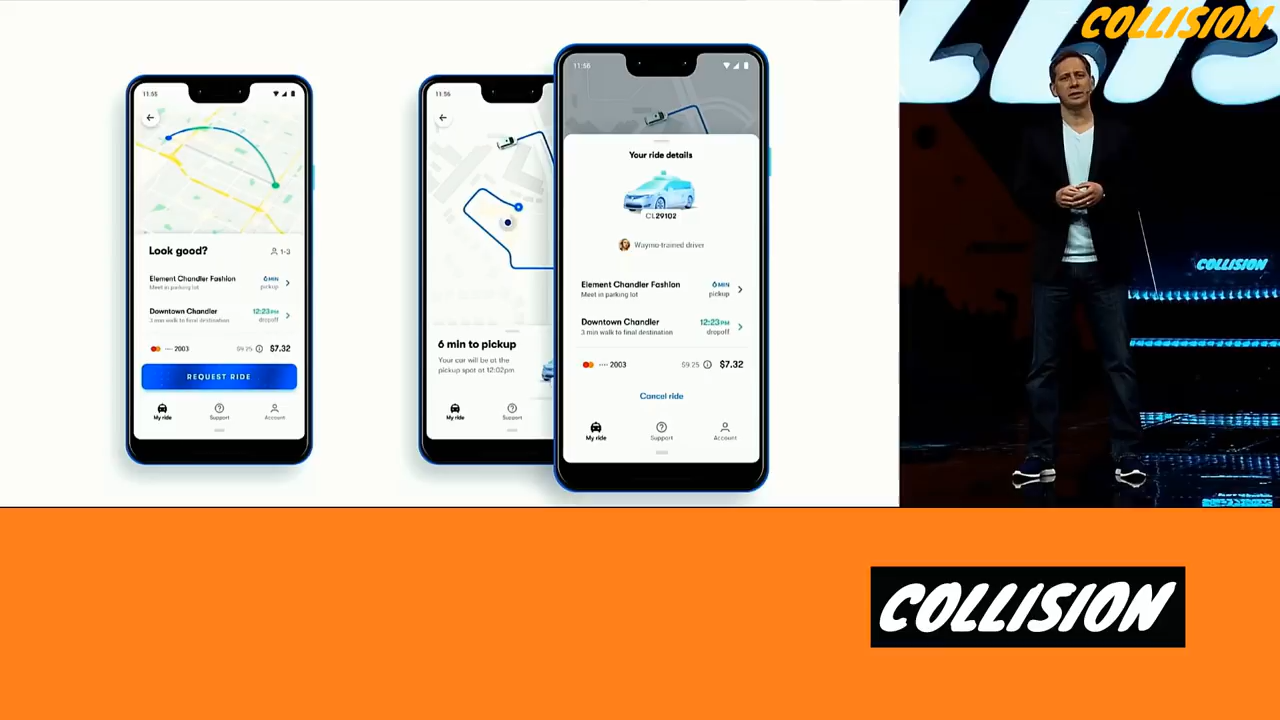 11:55
Look good?
1-3
Element Chandler Fashion
6 MIN
Meet in parking lot
pickup
Downtown Chandler
12:23 PM
3 min walk to final destination
dropoff
•••• 2003
$9.25
$7.32
REQUEST RIDE
My ride
Support
Account
11:56
6 min to pickup
Your car will be at the
pickup spot at 12:02pm
My ride
Support
11:56
Your ride details
CL29102
Waymo-trained driver
Element Chandler Fashion
6 MIN
Meet in parking lot
pickup
Downtown Chandler
12:23 PM
3 min walk to final destination
dropoff
•••• 2003
$9.25
$7.32
Cancel ride
My ride
Support
Account
COLLISION
COLLISION
COLLISION